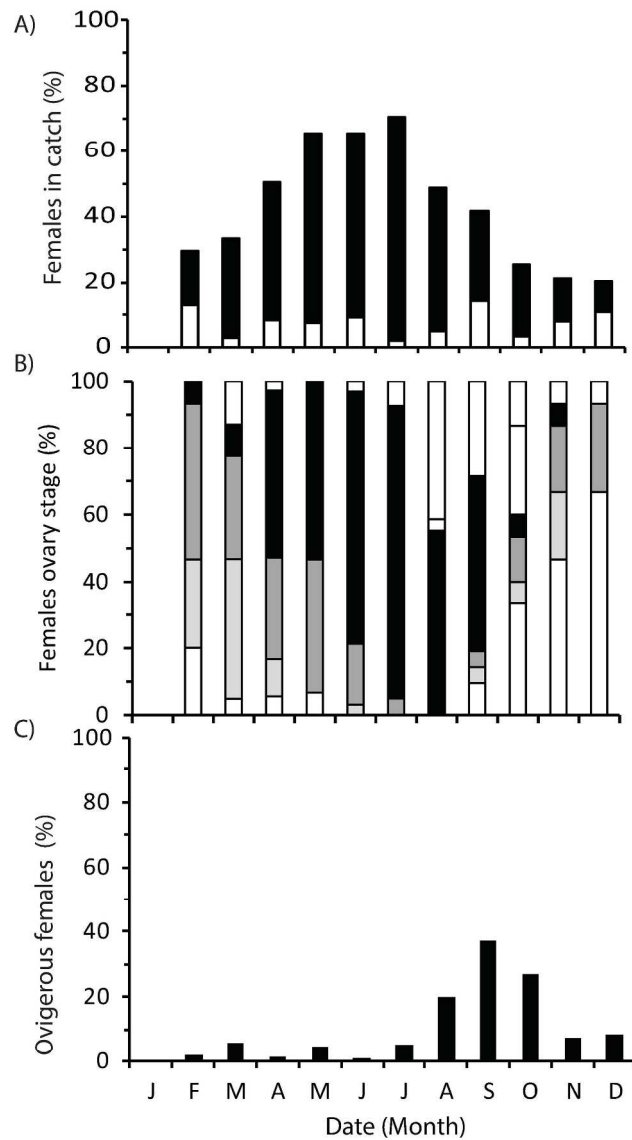 A)
Females in catch (%)
100
80
60
40
20
0
B)
Females ovary stage (%)
100
80
60
40
20
0
C)
Ovigerous females (%)
100
80
60
40
20
0
J F M A M J J A S O N D
Date (Month)